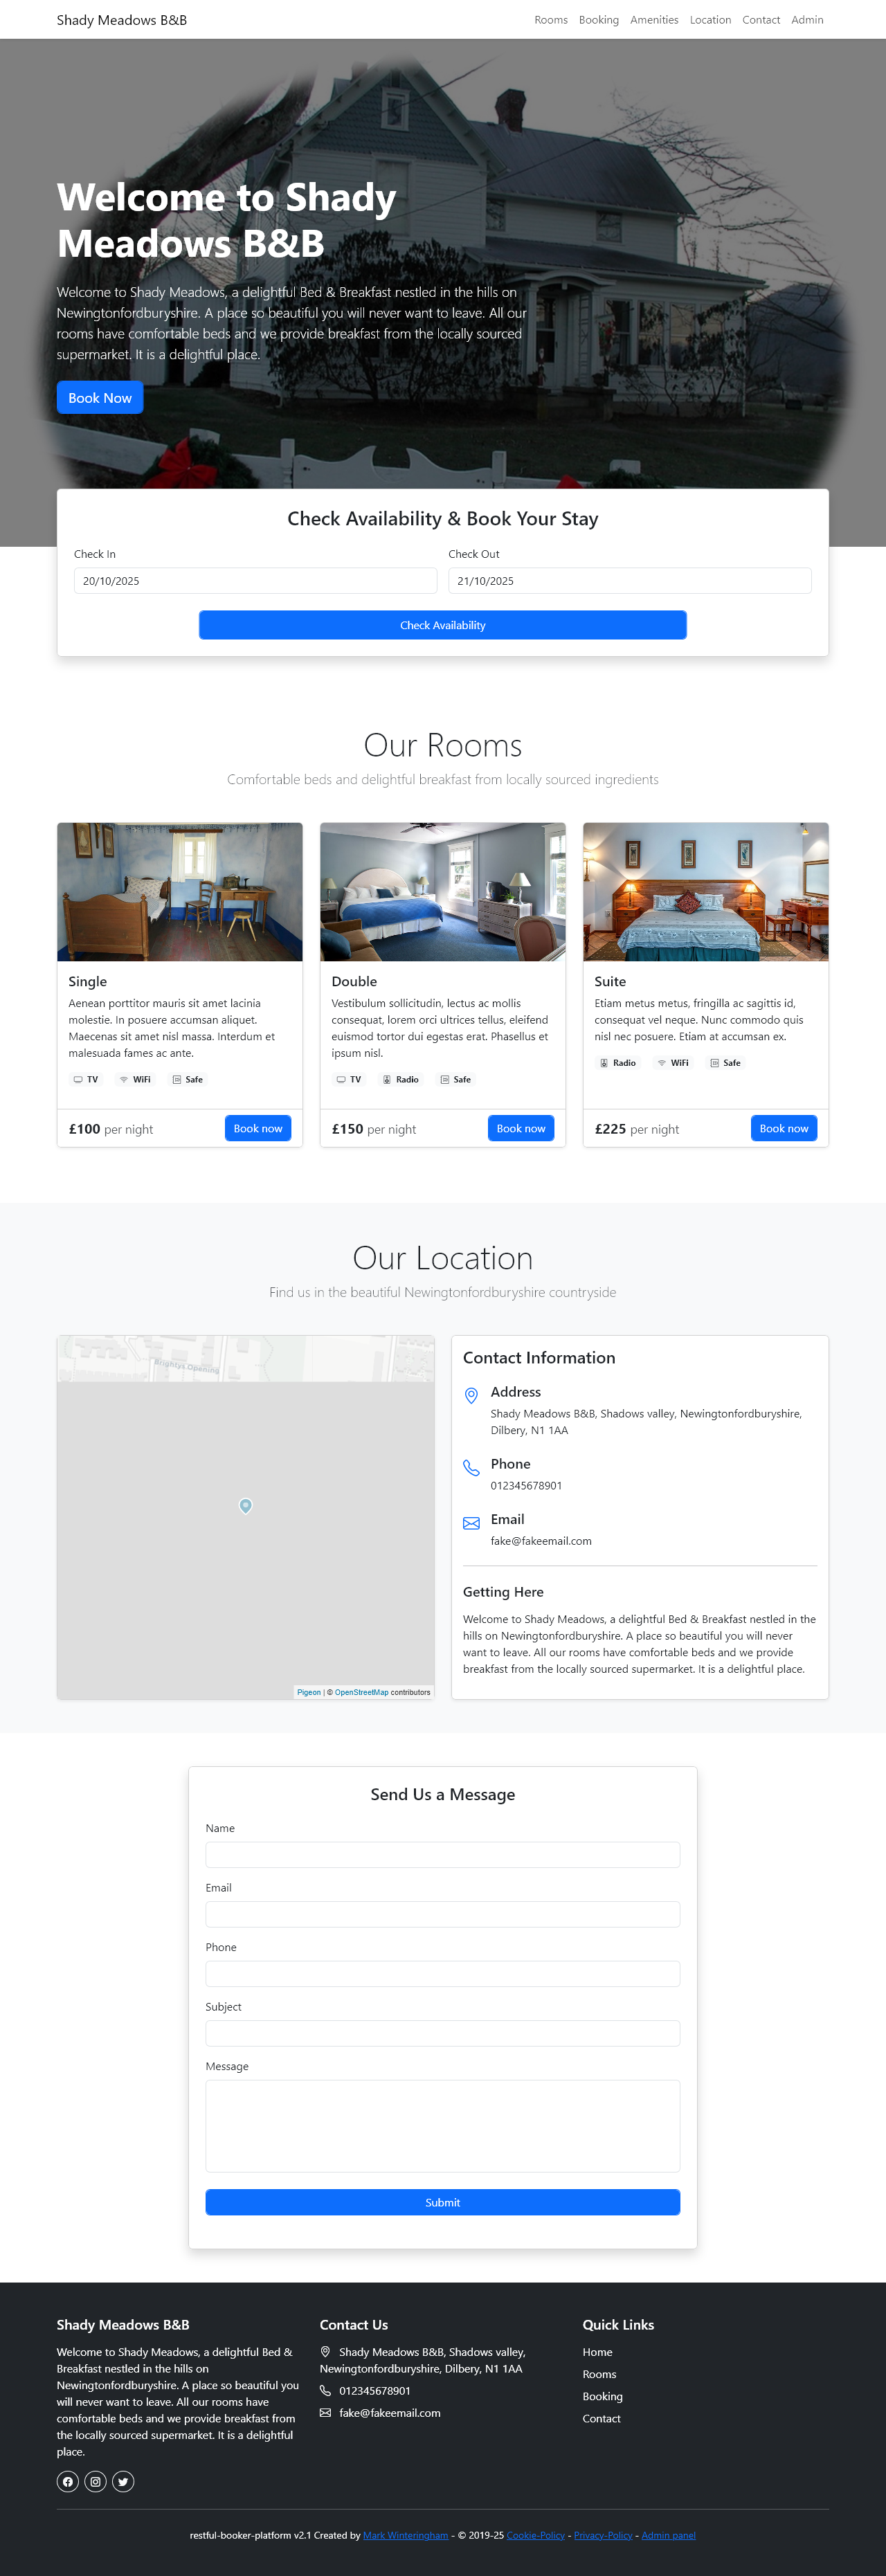 Shady Meadows B&B
Rooms
Booking
Amenities
Location
Contact
Admin
Welcome to Shady
Meadows B&B
Welcome to Shady Meadows, a delightful Bed & Breakfast nestled in the hills on
Newingtonfordburyshire. A place so beautiful you will never want to leave. All our
rooms have comfortable beds and we provide breakfast from the locally sourced
supermarket. It is a delightful place.
Book Now
Check Availability & Book Your Stay
Check In
Check Out
20/10/2025
21/10/2025
Check Availability
Our Rooms
Comfortable beds and delightful breakfast from locally sourced ingredients
Single
Aenean porttitor mauris sit amet lacinia
molestie. In posuere accumsan aliquet.
Maecenas sit amet nisl massa. Interdum et
malesuada fames ac ante.
TV
WiFi
Safe
£100 per night
Book now
Double
Vestibulum sollicitudin, lectus ac mollis
consequat, lorem orci ultrices tellus, eleifend
euismod tortor dui egestas erat. Phasellus et
ipsum nisl.
TV
Radio
Safe
£150 per night
Book now
Suite
Etiam metus metus, fringilla ac sagittis id,
consequat vel neque. Nunc commodo quis
nisl nec posuere. Etiam at accumsan ex.
Radio
WiFi
Safe
£225 per night
Book now
Our Location
Find us in the beautiful Newingtonfordburyshire countryside
Brightys Opening
Pigeon | © OpenStreetMap contributors
Contact Information
Address
Shady Meadows B&B, Shadows valley, Newingtonfordburyshire,
Dilbery, N1 1AA
Phone
012345678901
Email
fake@fakeemail.com
Getting Here
Welcome to Shady Meadows, a delightful Bed & Breakfast nestled in the
hills on Newingtonfordburyshire. A place so beautiful you will never
want to leave. All our rooms have comfortable beds and we provide
breakfast from the locally sourced supermarket. It is a delightful place.
Send Us a Message
Name
Email
Phone
Subject
Message
Submit
Shady Meadows B&B
Welcome to Shady Meadows, a delightful Bed &
Breakfast nestled in the hills on
Newingtonfordburyshire. A place so beautiful you
will never want to leave. All our rooms have
comfortable beds and we provide breakfast from
the locally sourced supermarket. It is a delightful
place.
Contact Us
Shady Meadows B&B, Shadows valley,
Newingtonfordburyshire, Dilbery, N1 1AA
012345678901
fake@fakeemail.com
Quick Links
Home
Rooms
Booking
Contact
restful-booker-platform v2.1 Created by Mark Winteringham - © 2019-25 Cookie-Policy - Privacy-Policy - Admin panel